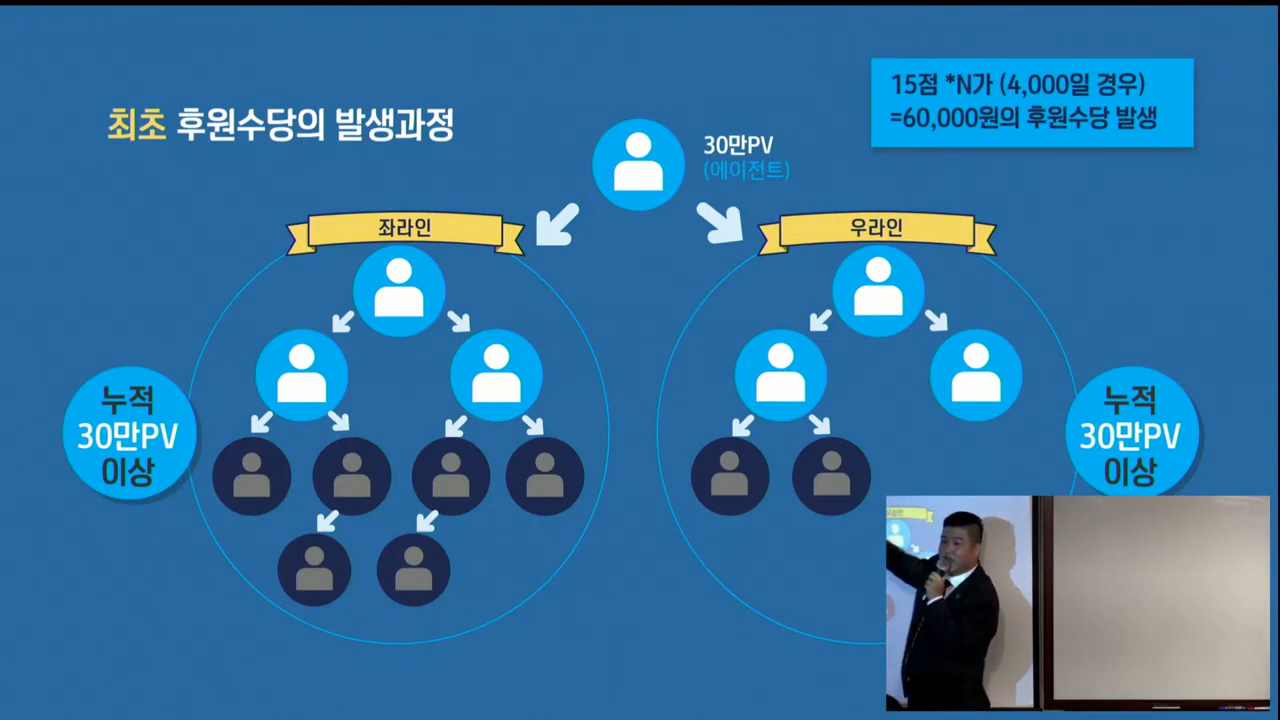 최초 후원수당의 발생과정
15점 *N가 (4,000일 경우)
=60,000원의 후원수당 발생
30만PV
(에이전트)
좌라인
우라인
누적
30만PV
이상
누적
30만PV
이상